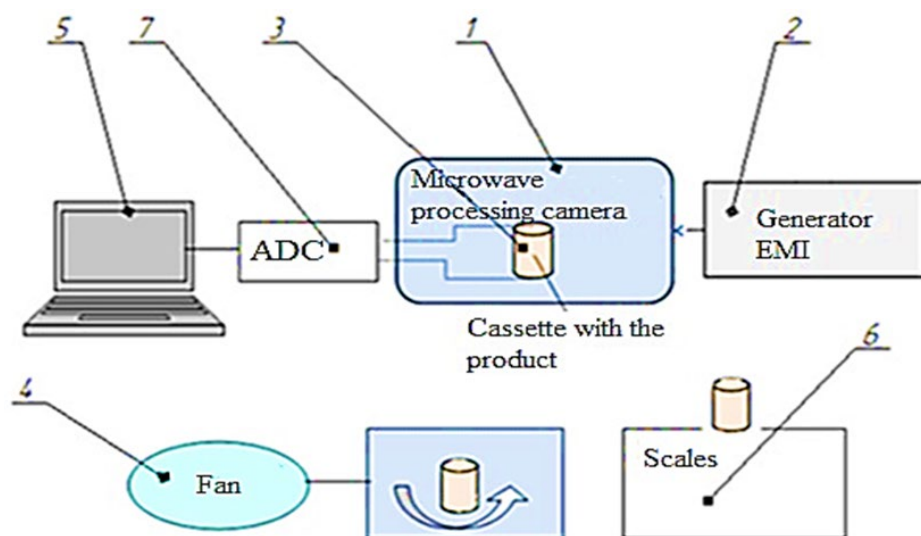 5
7
3
1
2
Microwave
processing camera
ADC
Generator
EMI
Cassette with the
product
6
4
Fan
Scales